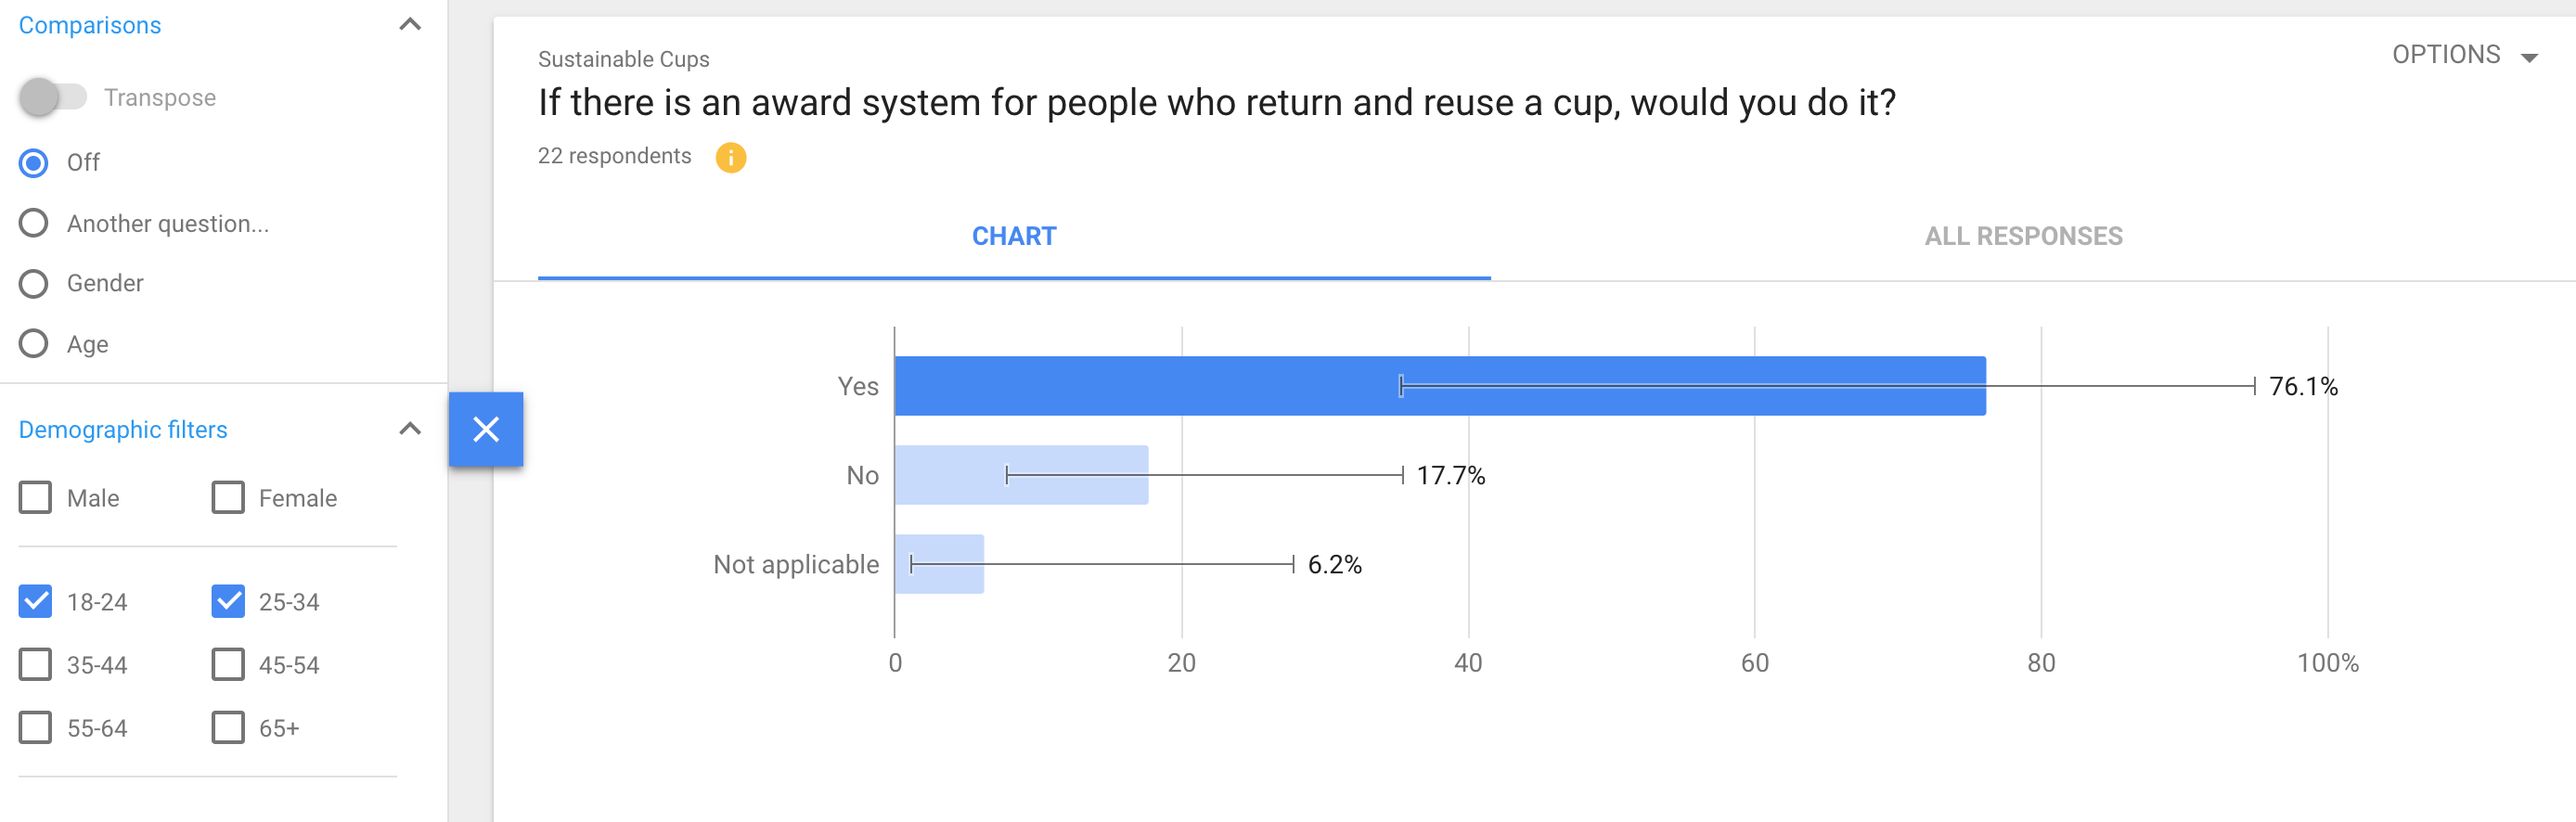 Comparisons
Transpose
Off
Another question...
Gender
Age
Demographic filters
Male Female
18-24 25-34
35-44 45-54
55-64 65+
OPTIONS
Sustainable Cups
If there is an award system for people who return and reuse a cup, would you do it?
22 respondents i
CHART ALL RESPONSES
Yes 76.1%
No 17.7%
Not applicable 6.2%
0 20 40 60 80 100%